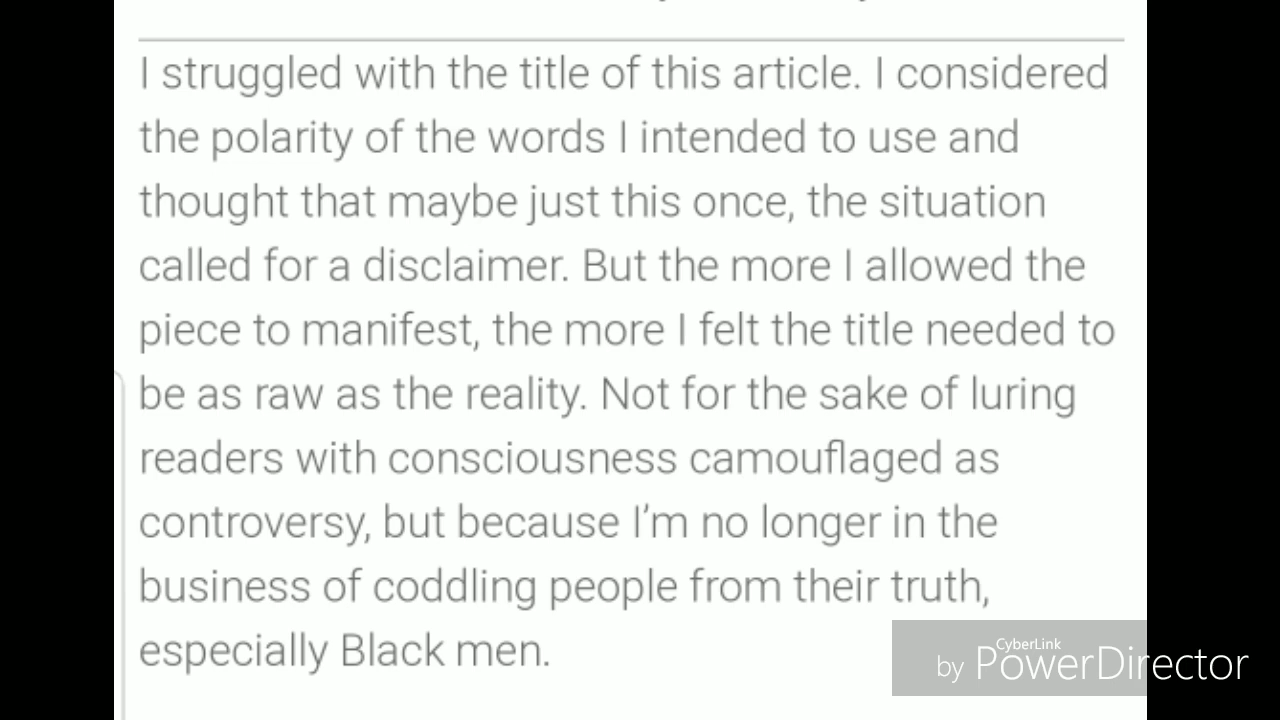 I struggled with the title of this article. I considered
the polarity of the words I intended to use and
thought that maybe just this once, the situation
called for a disclaimer. But the more I allowed the
piece to manifest, the more I felt the title needed to
be as raw as the reality. Not for the sake of luring
readers with consciousness camouflaged as
controversy, but because I’m no longer in the
business of coddling people from their truth,
especially Black men.
CyberLink
by PowerDirector